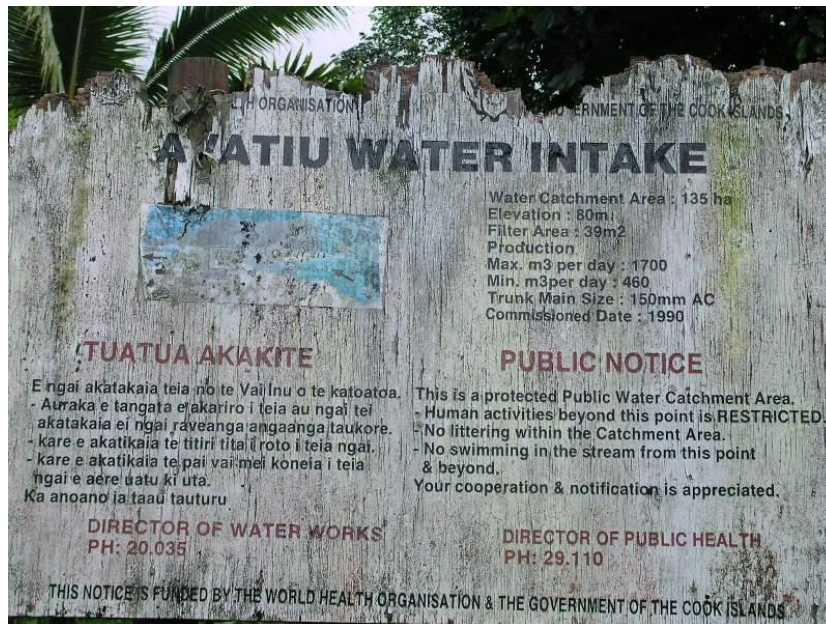 TH ORGANISATION
ERNMENT OF THE COOK ISLANDS
AVATIU WATER INTAKE
Water Catchment Area : 135 ha
Elevation : 80m
Filter Area : 39m2
Production
Max. m3 per day : 1700
Min. m3per day : 460
Trunk Main Size : 150mm AC
Commissioned Date : 1990
TUATUA AKAKITE
E ngai akatakaia teia no te Vai Inu o te katoatoa.
- Auraka e tangata e akariro i teia au ngai tei
akatakaia ei ngai raveanga angaanga taukore.
- kare e akatikaia te titiri tita i roto i teia ngai.
- kare e akatikaia te pai vai mei koneia i teia
ngai e aere uatu ki uta.
Ka anoano ia taau tauturu
DIRECTOR OF WATER WORKS
PH: 20.035
PUBLIC NOTICE
This is a protected Public Water Catchment Area.
- Human activities beyond this point is RESTRICTED.
- No littering within the Catchment Area.
- No swimming in the stream from this point
& beyond.
Your cooperation & notification is appreciated.
DIRECTOR OF PUBLIC HEALTH
PH: 29.110
THIS NOTICE IS FUNDED BY THE WORLD HEALTH ORGANISATION & THE GOVERNMENT OF THE COOK ISLANDS